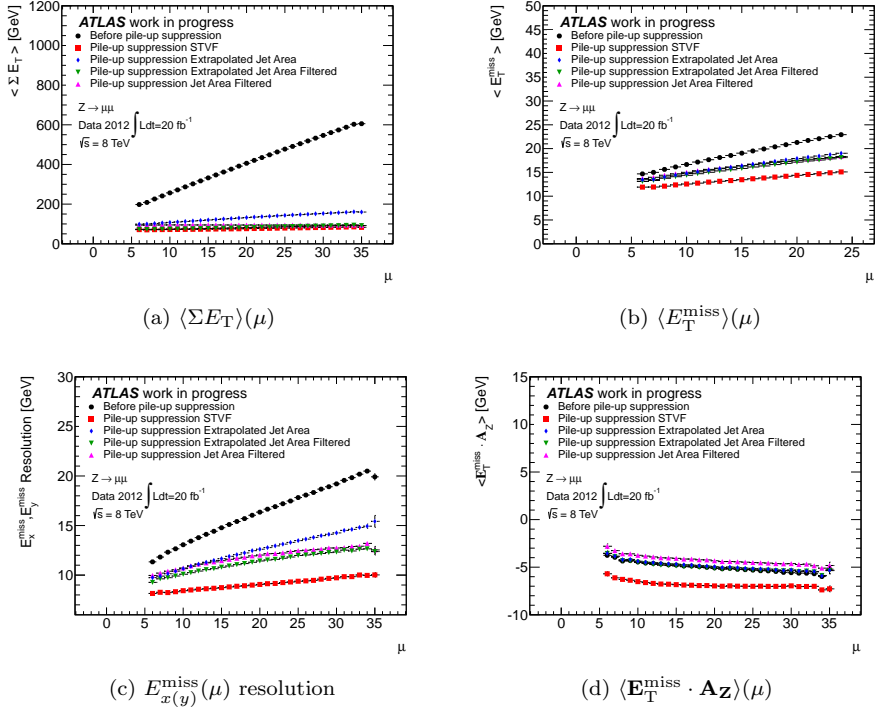 < Σ E_T > [GeV]
1200
1000
800
600
400
200
0
ATLAS work in progress
Before pile-up suppression
Pile-up suppression STVF
Pile-up suppression Extrapolated Jet Area
Pile-up suppression Extrapolated Jet Area Filtered
Pile-up suppression Jet Area Filtered
Z → μμ
Data 2012 ∫ Ldt=20 fb⁻¹
√s = 8 TeV
0 5 10 15 20 25 30 35
μ
(a) ⟨ΣE_T⟩(μ)
< E_T^miss > [GeV]
50
45
40
35
30
25
20
15
10
5
0
ATLAS work in progress
Before pile-up suppression
Pile-up suppression STVF
Pile-up suppression Extrapolated Jet Area
Pile-up suppression Extrapolated Jet Area Filtered
Pile-up suppression Jet Area Filtered
Z → μμ
Data 2012 ∫ Ldt=20 fb⁻¹
√s = 8 TeV
0 5 10 15 20 25
μ
(b) ⟨E_T^miss⟩(μ)
E_x^miss, E_y^miss Resolution [GeV]
30
25
20
15
10
ATLAS work in progress
Before pile-up suppression
Pile-up suppression STVF
Pile-up suppression Extrapolated Jet Area
Pile-up suppression Extrapolated Jet Area Filtered
Pile-up suppression Jet Area Filtered
Z → μμ
Data 2012 ∫ Ldt=20 fb⁻¹
√s = 8 TeV
0 5 10 15 20 25 30 35
μ
(c) E_x(y)^miss(μ) resolution
<E_T^miss · A_Z> [GeV]
15
10
5
0
-5
-10
ATLAS work in progress
Before pile-up suppression
Pile-up suppression STVF
Pile-up suppression Extrapolated Jet Area
Pile-up suppression Extrapolated Jet Area Filtered
Pile-up suppression Jet Area Filtered
Z → μμ
Data 2012 ∫ Ldt=20 fb⁻¹
√s = 8 TeV
0 5 10 15 20 25 30 35
μ
(d) ⟨E_T^miss · A_Z⟩(μ)